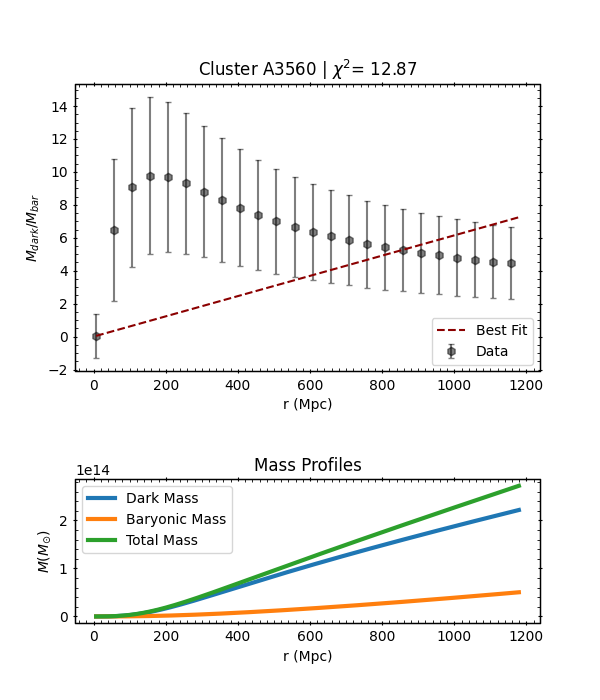 Cluster A3560 | χ²= 12.87
14
12
10
8
6
4
2
0
−2
M_dark/M_bar
0 200 400 600 800 1000 1200
r (Mpc)
Best Fit
Data
Mass Profiles
1e14
2
1
0
M(M_⊙)
Dark Mass
Baryonic Mass
Total Mass
0 200 400 600 800 1000 1200
r (Mpc)